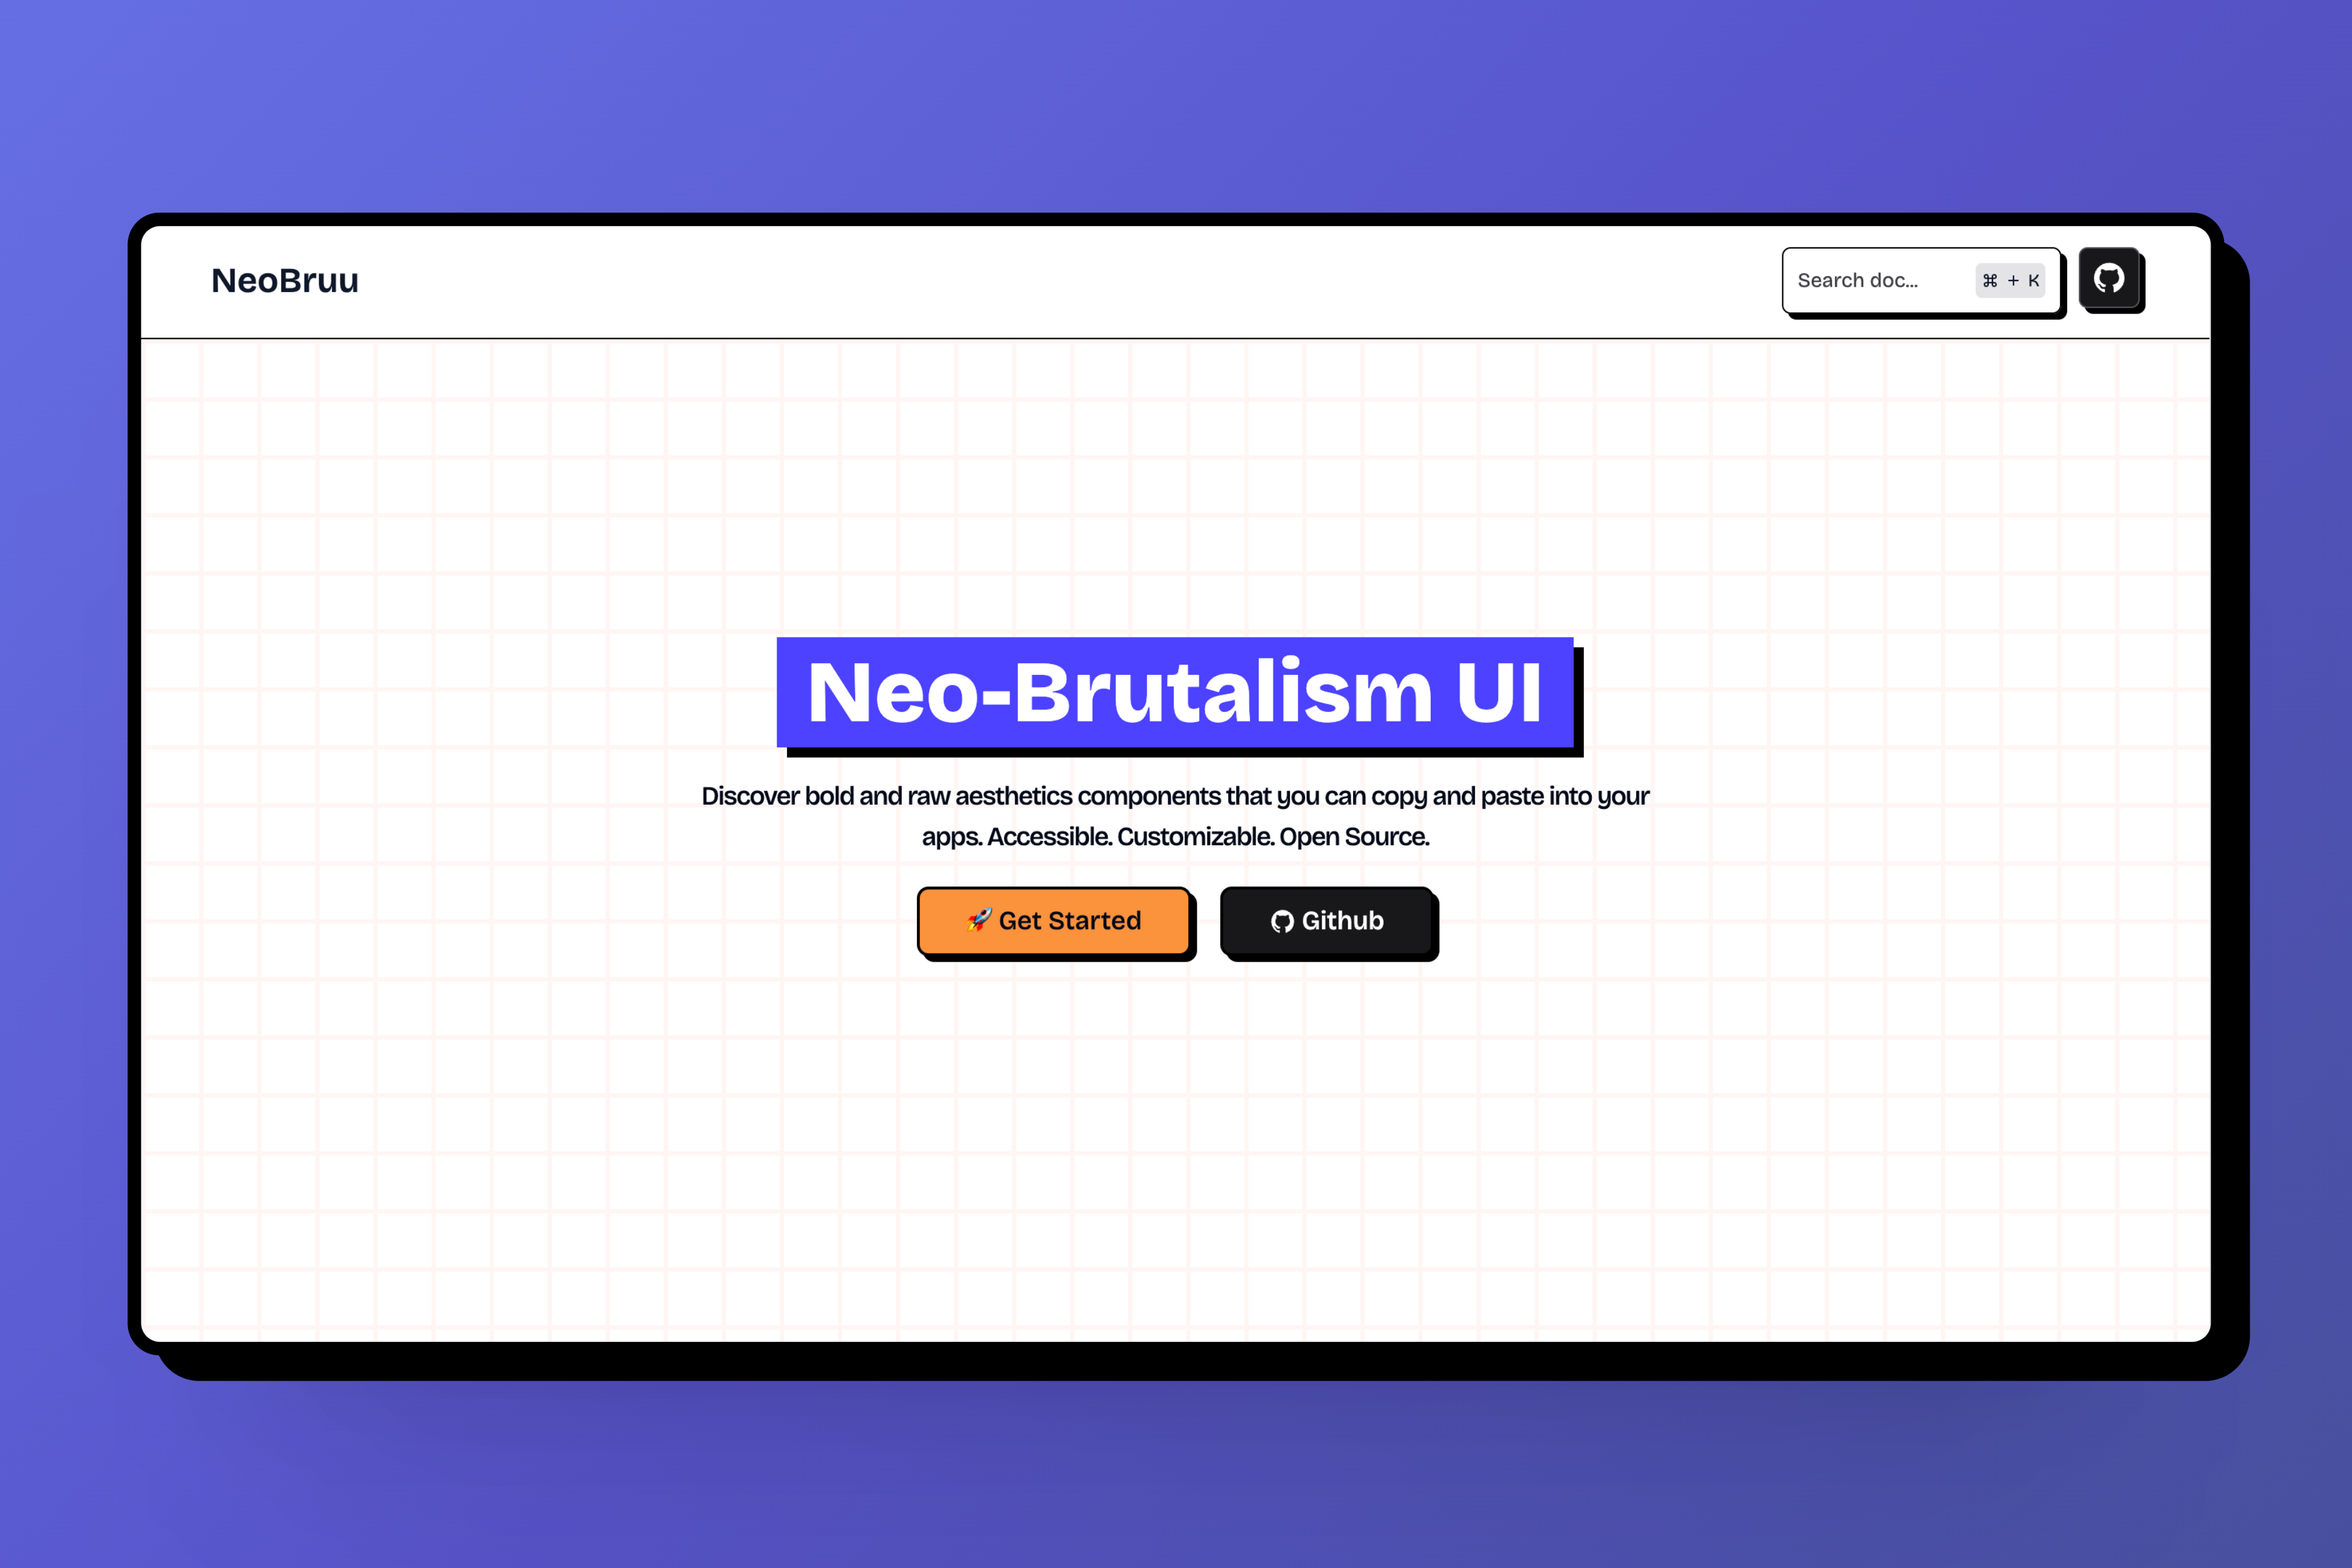 NeoBruu
Search doc...
⌘ + K
Neo-Brutalism UI
Discover bold and raw aesthetics components that you can copy and paste into your
apps. Accessible. Customizable. Open Source.
🚀 Get Started
Github